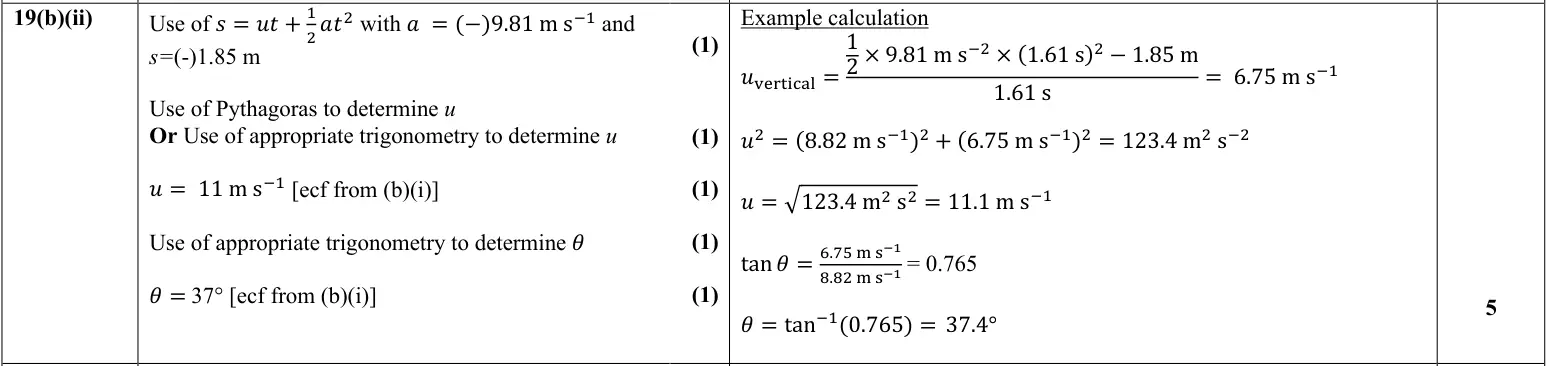 19(b)(ii)
Use of s = ut + ½at² with a = (−)9.81 m s⁻¹ and
s=(-)1.85 m (1)
Use of Pythagoras to determine u
Or Use of appropriate trigonometry to determine u (1)
u = 11 m s⁻¹ [ecf from (b)(i)] (1)
Use of appropriate trigonometry to determine θ (1)
θ = 37° [ecf from (b)(i)] (1)
Example calculation
u_vertical = (½ × 9.81 m s⁻² × (1.61 s)² − 1.85 m) / 1.61 s = 6.75 m s⁻¹
u² = (8.82 m s⁻¹)² + (6.75 m s⁻¹)² = 123.4 m² s⁻²
u = √(123.4 m² s²) = 11.1 m s⁻¹
tan θ = 6.75 m s⁻¹ / 8.82 m s⁻¹ = 0.765
θ = tan⁻¹(0.765) = 37.4°
5